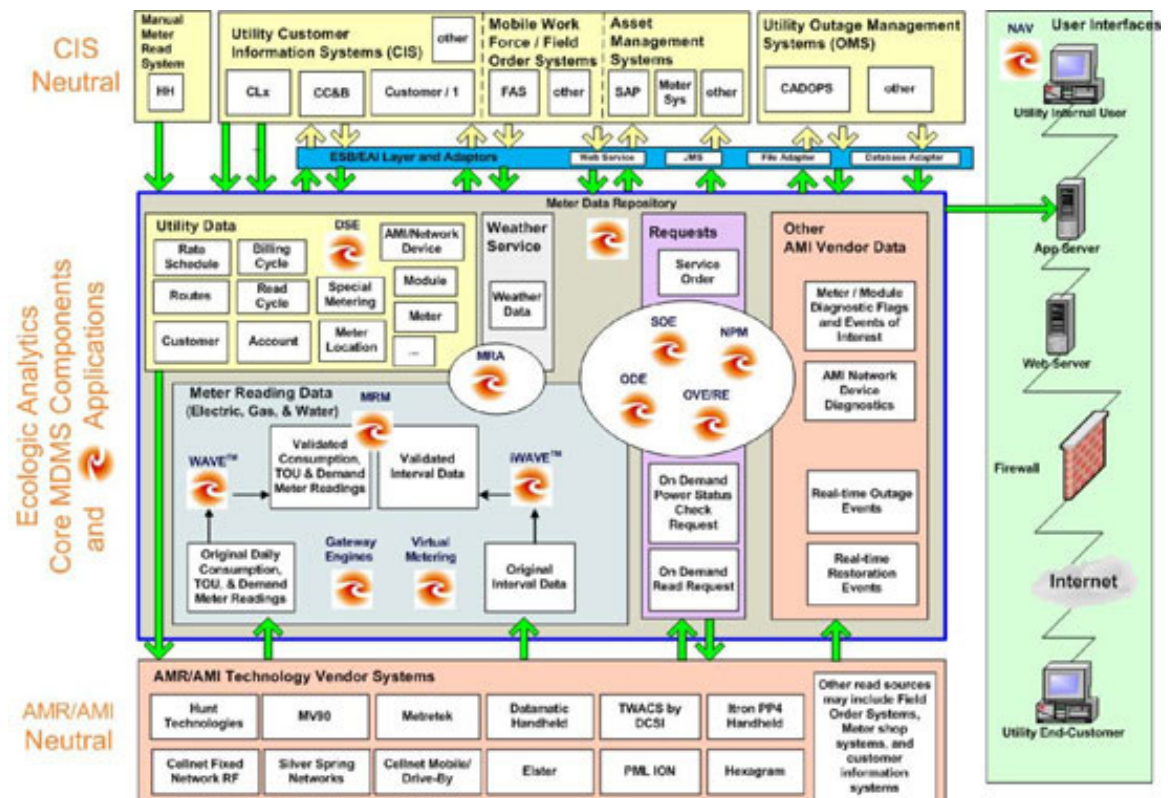 CIS
Neutral
Manual
Meter
Read
System
HH
Utility Customer
Information Systems (CIS)
other
CLx
CC&B
Customer / 1
Mobile Work
Force / Field
Order Systems
FAS
other
Asset
Management
Systems
SAP
Meter
Sys
other
Utility Outage Management
Systems (OMS)
CADOPS
other
ESB/EAI Layer and Adaptors
Web Service
JMS
File Adapter
Database Adapter
Ecologic Analytics
Core MDMS Components
and Applications
Meter Data Repository
Utility Data
DSE
Rate
Schedule
Billing
Cycle
AMI/Network
Device
Routes
Read
Cycle
Special
Metering
Module
Customer
Account
Meter
Location
Meter
...
Weather
Service
Weather
Data
MRA
Requests
Service
Order
SOE
NPM
ODE
OVE/RE
On Demand
Power Status
Check
Request
On Demand
Read Request
Other
AMI Vendor Data
Meter / Module
Diagnostic Flags
and Events of
Interest
AMI Network
Device
Diagnostics
Real-time Outage
Events
Real-time
Restoration
Events
Meter Reading Data
(Electric, Gas, & Water)
MRM
WAVE™
Validated
Consumption,
TOU & Demand
Meter Readings
Validated
Interval Data
iWAVE™
Original Daily
Consumption,
TOU, & Demand
Meter Readings
Gateway
Engines
Virtual
Metering
Original
Interval Data
AMR/AMI
Neutral
AMR/AMI Technology Vendor Systems
Hunt
Technologies
MV90
Metretek
Datamatic
Handheld
TWACS by
DCSI
Itron PP4
Handheld
Cellnet Fixed
Network RF
Silver Spring
Networks
Cellnet Mobile/
Drive-By
Elster
PML ION
Hexagram
Other read sources
may include Field
Order Systems,
Meter shop
systems, and
customer
information
systems
User Interfaces
NAV
Utility Internal User
App Server
Web Server
Firewall
Internet
Utility End-Customer